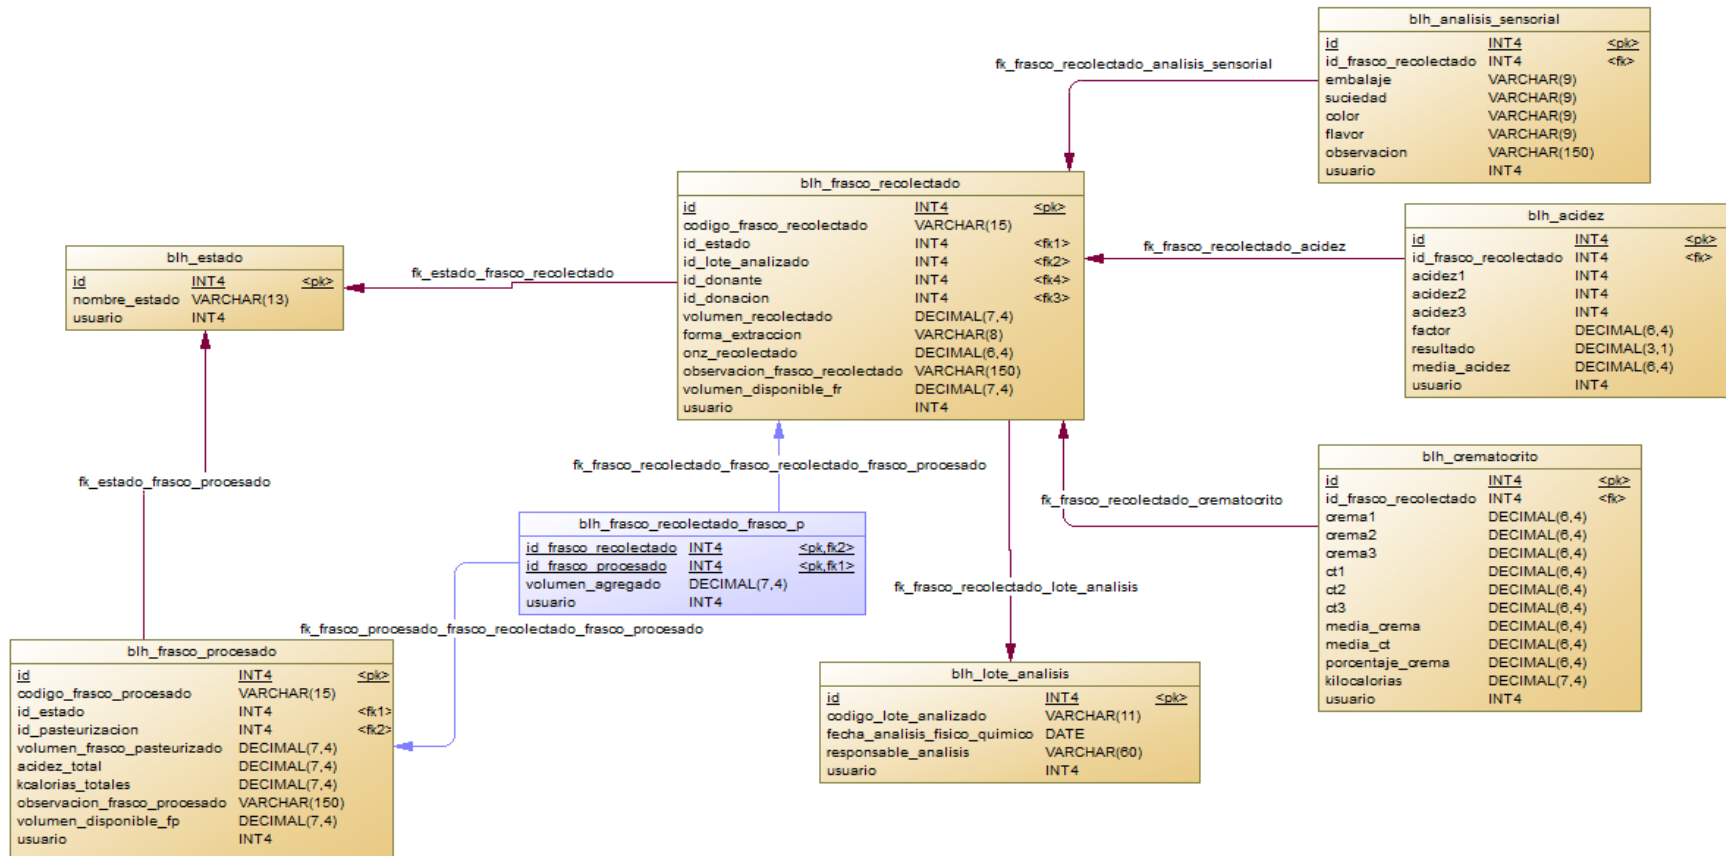 blh_analisis_sensorial
id INT4 <pk>
id_frasco_recolectado INT4 <fk>
embalaje VARCHAR(9)
suciedad VARCHAR(9)
color VARCHAR(9)
flavor VARCHAR(9)
observacion VARCHAR(150)
usuario INT4
fk_frasco_recolectado_analisis_sensorial
blh_frasco_recolectado
id INT4 <pk>
codigo_frasco_recolectado VARCHAR(15)
id_estado INT4 <fk1>
id_lote_analizado INT4 <fk2>
id_donante INT4 <fk4>
id_donacion INT4 <fk3>
volumen_recolectado DECIMAL(7,4)
forma_extraccion VARCHAR(8)
onz_recolectado DECIMAL(6,4)
observacion_frasco_recolectado VARCHAR(150)
volumen_disponible_fr DECIMAL(7,4)
usuario INT4
blh_acidez
id INT4 <pk>
id_frasco_recolectado INT4 <fk>
acidez1 INT4
acidez2 INT4
acidez3 INT4
factor DECIMAL(6,4)
resultado DECIMAL(3,1)
media_acidez DECIMAL(6,4)
usuario INT4
fk_frasco_recolectado_acidez
blh_estado
id INT4 <pk>
nombre_estado VARCHAR(13)
usuario INT4
fk_estado_frasco_recolectado
fk_estado_frasco_procesado
fk_frasco_recolectado_frasco_recolectado_frasco_procesado
blh_frasco_recolectado_frasco_p
id_frasco_recolectado INT4 <pk,fk2>
id_frasco_procesado INT4 <pk,fk1>
volumen_agregado DECIMAL(7,4)
usuario INT4
fk_frasco_recolectado_crematocrito
blh_crematocrito
id INT4 <pk>
id_frasco_recolectado INT4 <fk>
crema1 DECIMAL(6,4)
crema2 DECIMAL(6,4)
crema3 DECIMAL(6,4)
ct1 DECIMAL(6,4)
ct2 DECIMAL(6,4)
ct3 DECIMAL(6,4)
media_crema DECIMAL(6,4)
media_ct DECIMAL(6,4)
porcentaje_crema DECIMAL(6,4)
kilocalorias DECIMAL(7,4)
usuario INT4
fk_frasco_recolectado_lote_analisis
fk_frasco_procesado_frasco_recolectado_frasco_procesado
blh_frasco_procesado
id INT4 <pk>
codigo_frasco_procesado VARCHAR(15)
id_estado INT4 <fk1>
id_pasteurizacion INT4 <fk2>
volumen_frasco_pasteurizado DECIMAL(7,4)
acidez_total DECIMAL(7,4)
kcalorias_totales DECIMAL(7,4)
observacion_frasco_procesado VARCHAR(150)
volumen_disponible_fp DECIMAL(7,4)
usuario INT4
blh_lote_analisis
id INT4 <pk>
codigo_lote_analizado VARCHAR(11)
fecha_analisis_fisico_quimico DATE
responsable_analisis VARCHAR(60)
usuario INT4